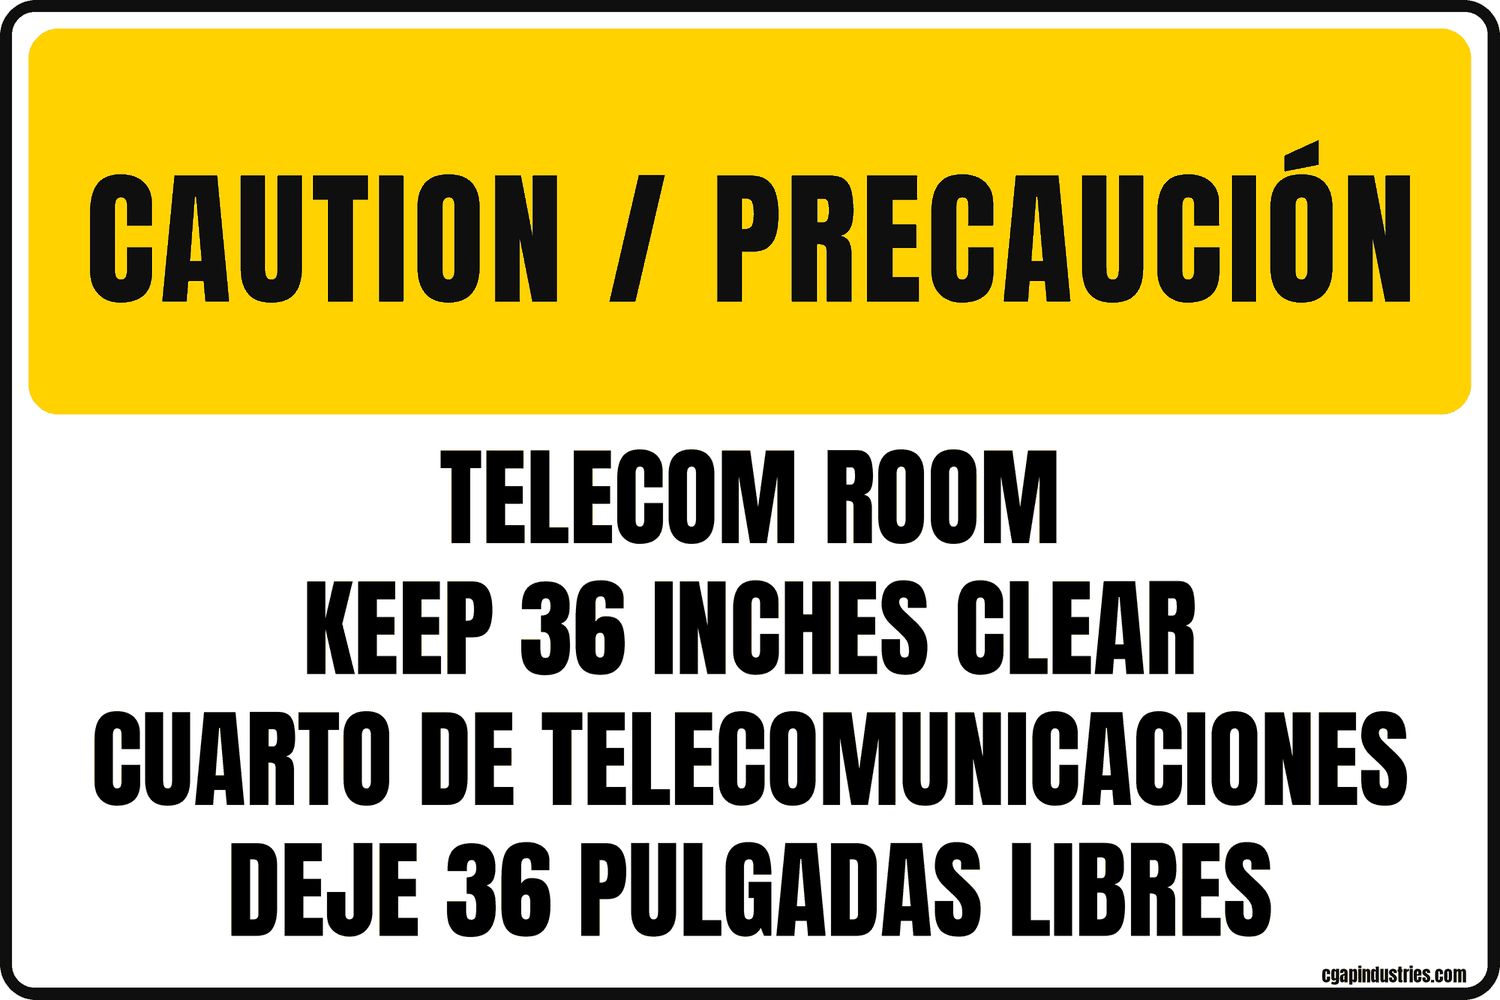 CAUTION / PRECAUCIÓN
TELECOM ROOM
KEEP 36 INCHES CLEAR
CUARTO DE TELECOMUNICACIONES
DEJE 36 PULGADAS LIBRES
cgapindustries.com